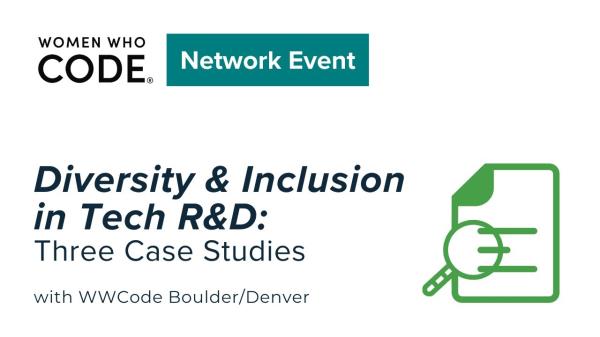 WOMEN WHO
CODE®
Network Event
Diversity & Inclusion
in Tech R&D:
Three Case Studies
with WWCode Boulder/Denver